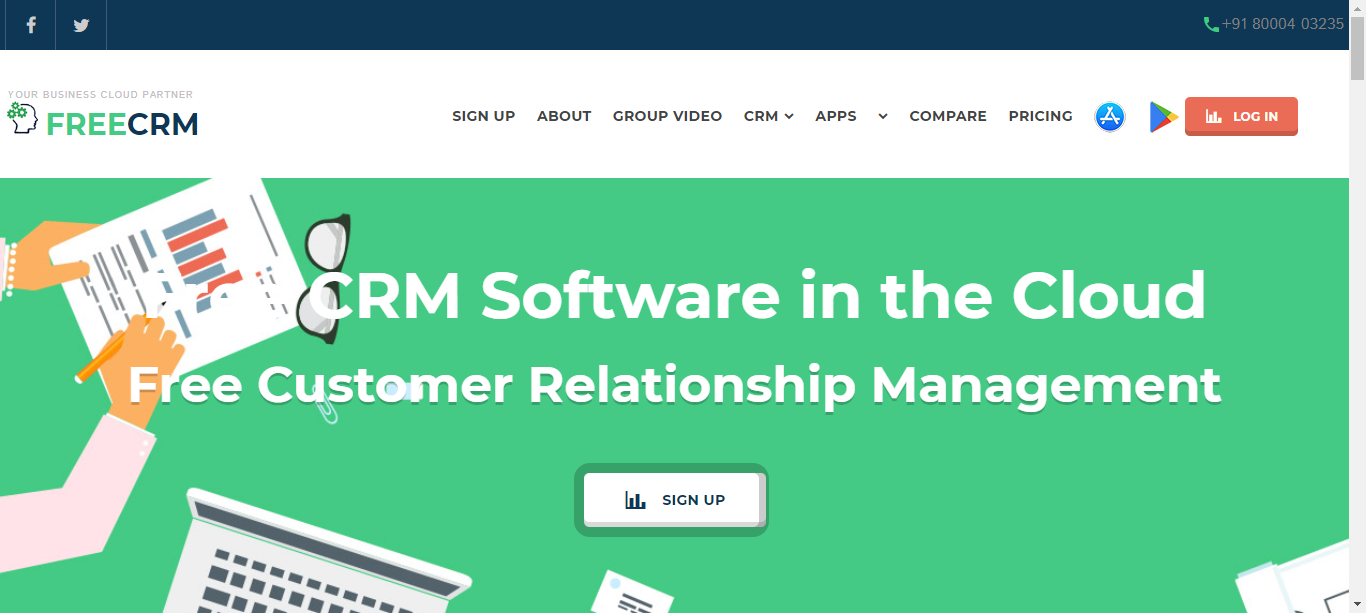 +91 80004 03235
YOUR BUSINESS CLOUD PARTNER
FREECRM
SIGN UP ABOUT GROUP VIDEO CRM APPS COMPARE PRICING LOG IN
Free CRM Software in the Cloud
Free Customer Relationship Management
SIGN UP